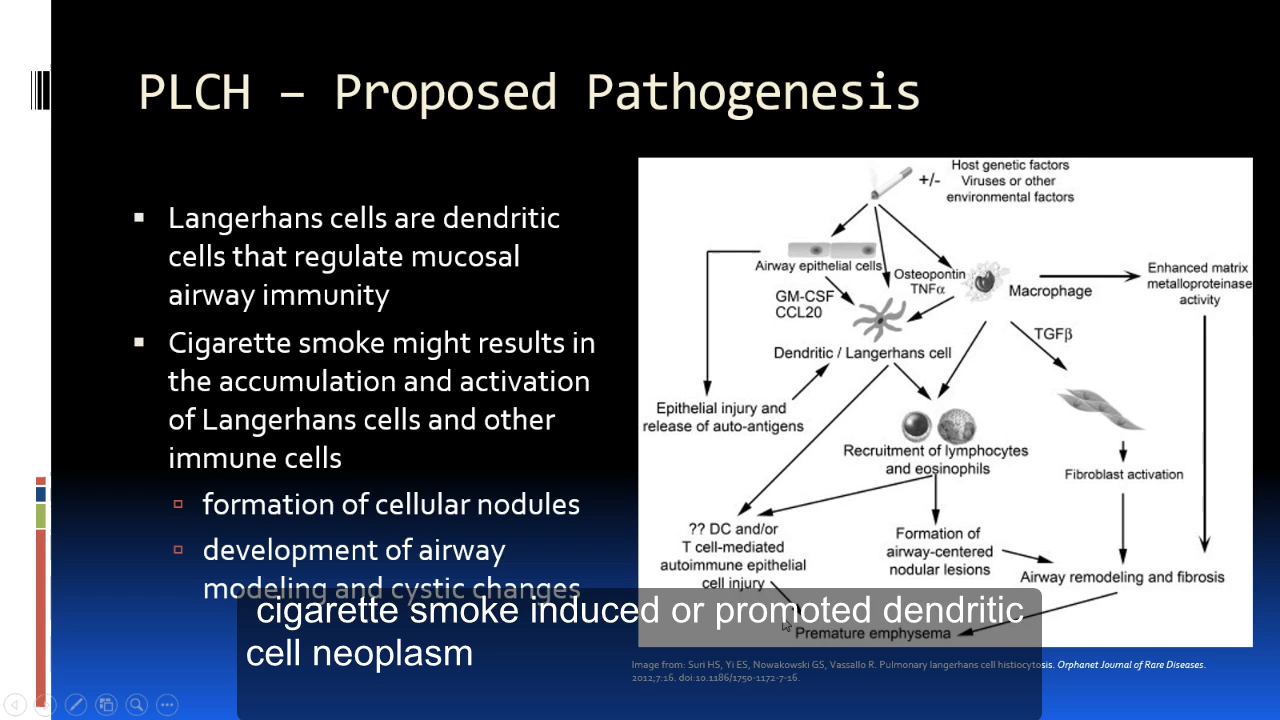 PLCH – Proposed Pathogenesis
▪ Langerhans cells are dendritic
cells that regulate mucosal
airway immunity
▪ Cigarette smoke might results in
the accumulation and activation
of Langerhans cells and other
immune cells
▫ formation of cellular nodules
▫ development of airway
modeling and cystic changes
+/-
Host genetic factors
Viruses or other
environmental factors
Airway epithelial cells
GM-CSF
CCL20
Osteopontin
TNFα
Macrophage
Enhanced matrix
metalloproteinase
activity
Dendritic / Langerhans cell
TGFβ
Epithelial injury and
release of auto-antigens
Recruitment of lymphocytes
and eosinophils
Fibroblast activation
?? DC and/or
T cell-mediated
autoimmune epithelial
cell injury
Formation of
airway-centered
nodular lesions
Airway remodeling and fibrosis
Premature emphysema
cigarette smoke induced or promoted dendritic
cell neoplasm
Image from: Suri HS, Yi ES, Nowakowski GS, Vassallo R. Pulmonary langerhans cell histiocytosis. Orphanet Journal of Rare Diseases.
2012;7:16. doi:10.1186/1750-1172-7-16.